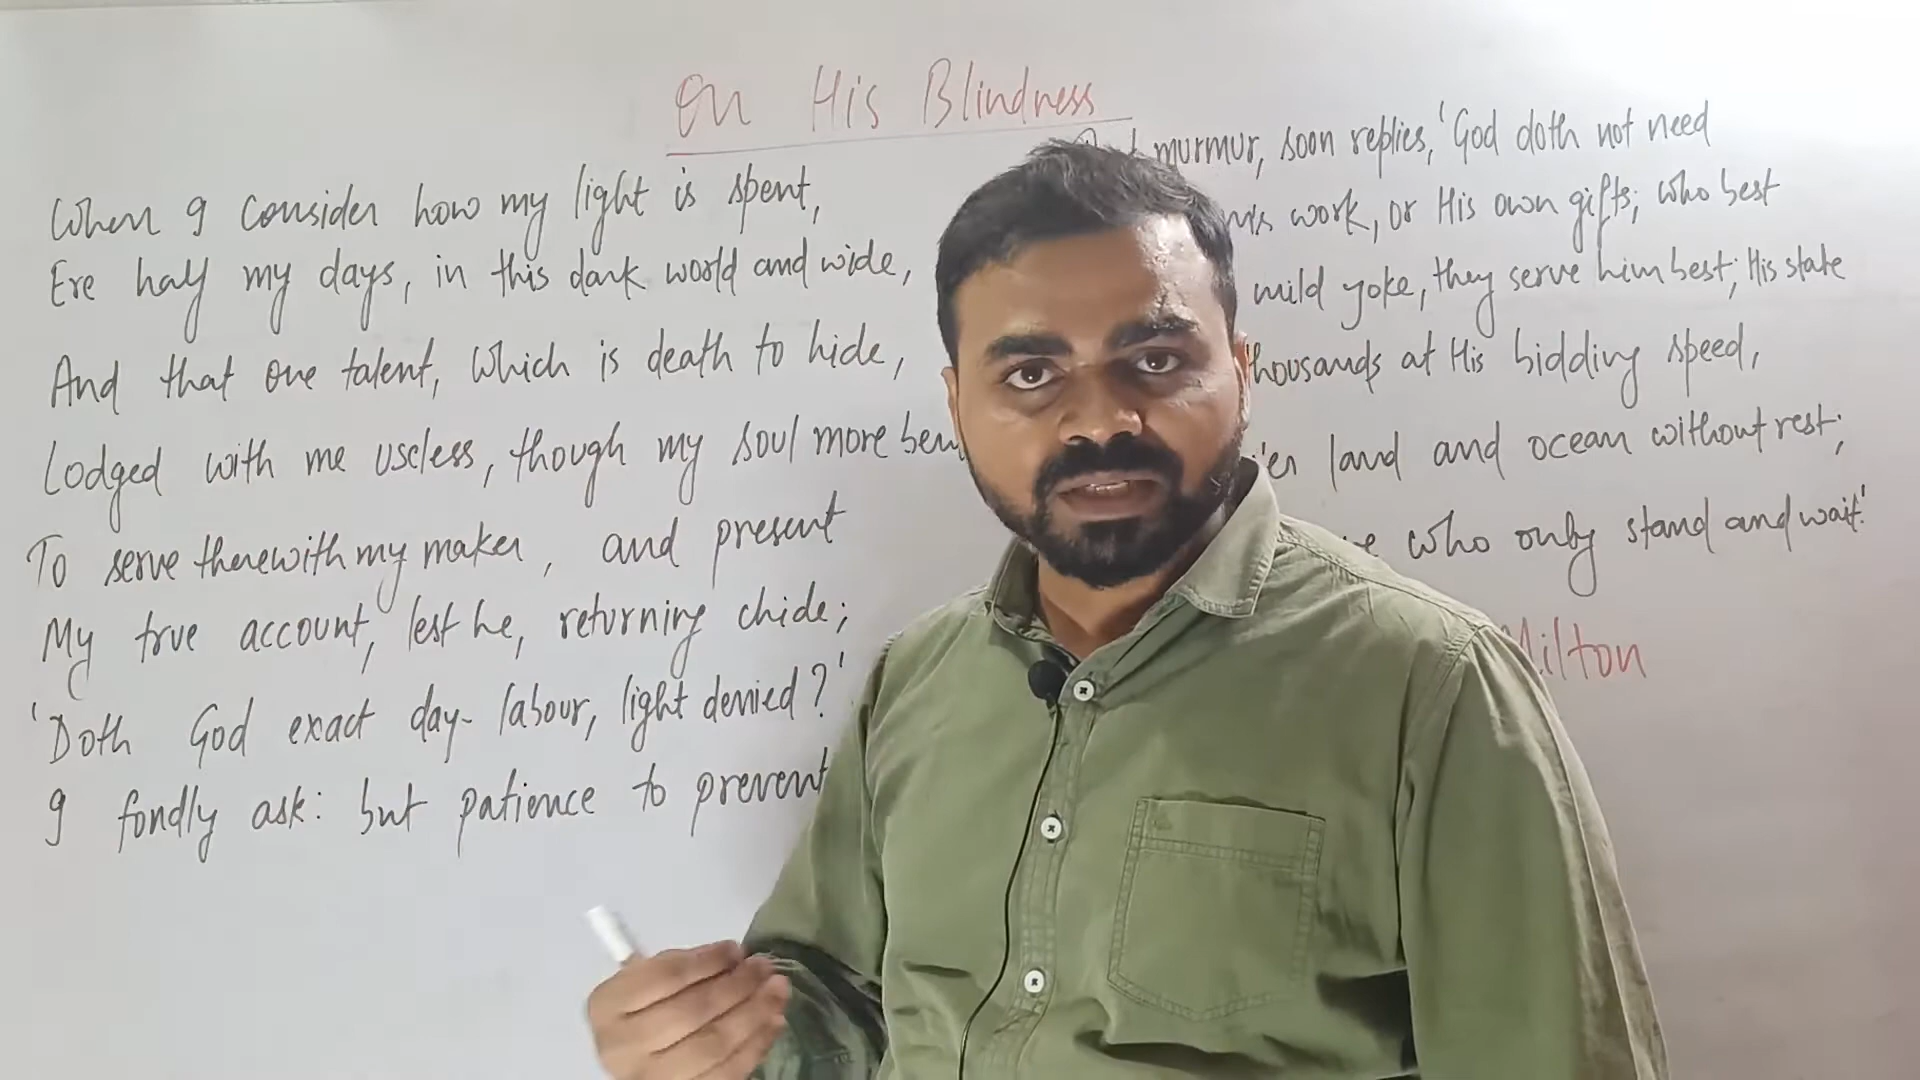 On His Blindness
When I consider how my light is spent,
Ere half my days, in this dark world and wide,
And that one talent, which is death to hide,
Lodged with me useless, though my soul more
To serve therewith my maker, and present
My true account, lest he, returning chide;
'Doth God exact day-labour, light denied?'
I fondly ask: but patience to prevent
murmur, soon replies, 'God doth not need
work, or His own gifts; who best
mild yoke, they serve him best; His state
thousands at His bidding speed,
land and ocean without rest;
who only stand and wait.'
Milton